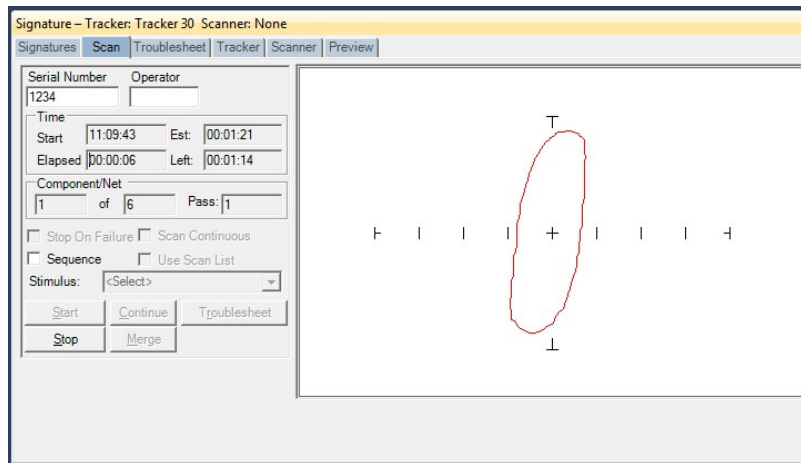 Signature – Tracker: Tracker 30 Scanner: None
Signatures Scan Troublesheet Tracker Scanner Preview
Serial Number Operator
1234
Time
Start 11:09:43 Est: 00:01:21
Elapsed 00:00:06 Left: 00:01:14
Component/Net
1 of 6 Pass: 1
Stop On Failure Scan Continuous
Sequence Use Scan List
Stimulus: <Select>
Start Continue Troublesheet
Stop Merge